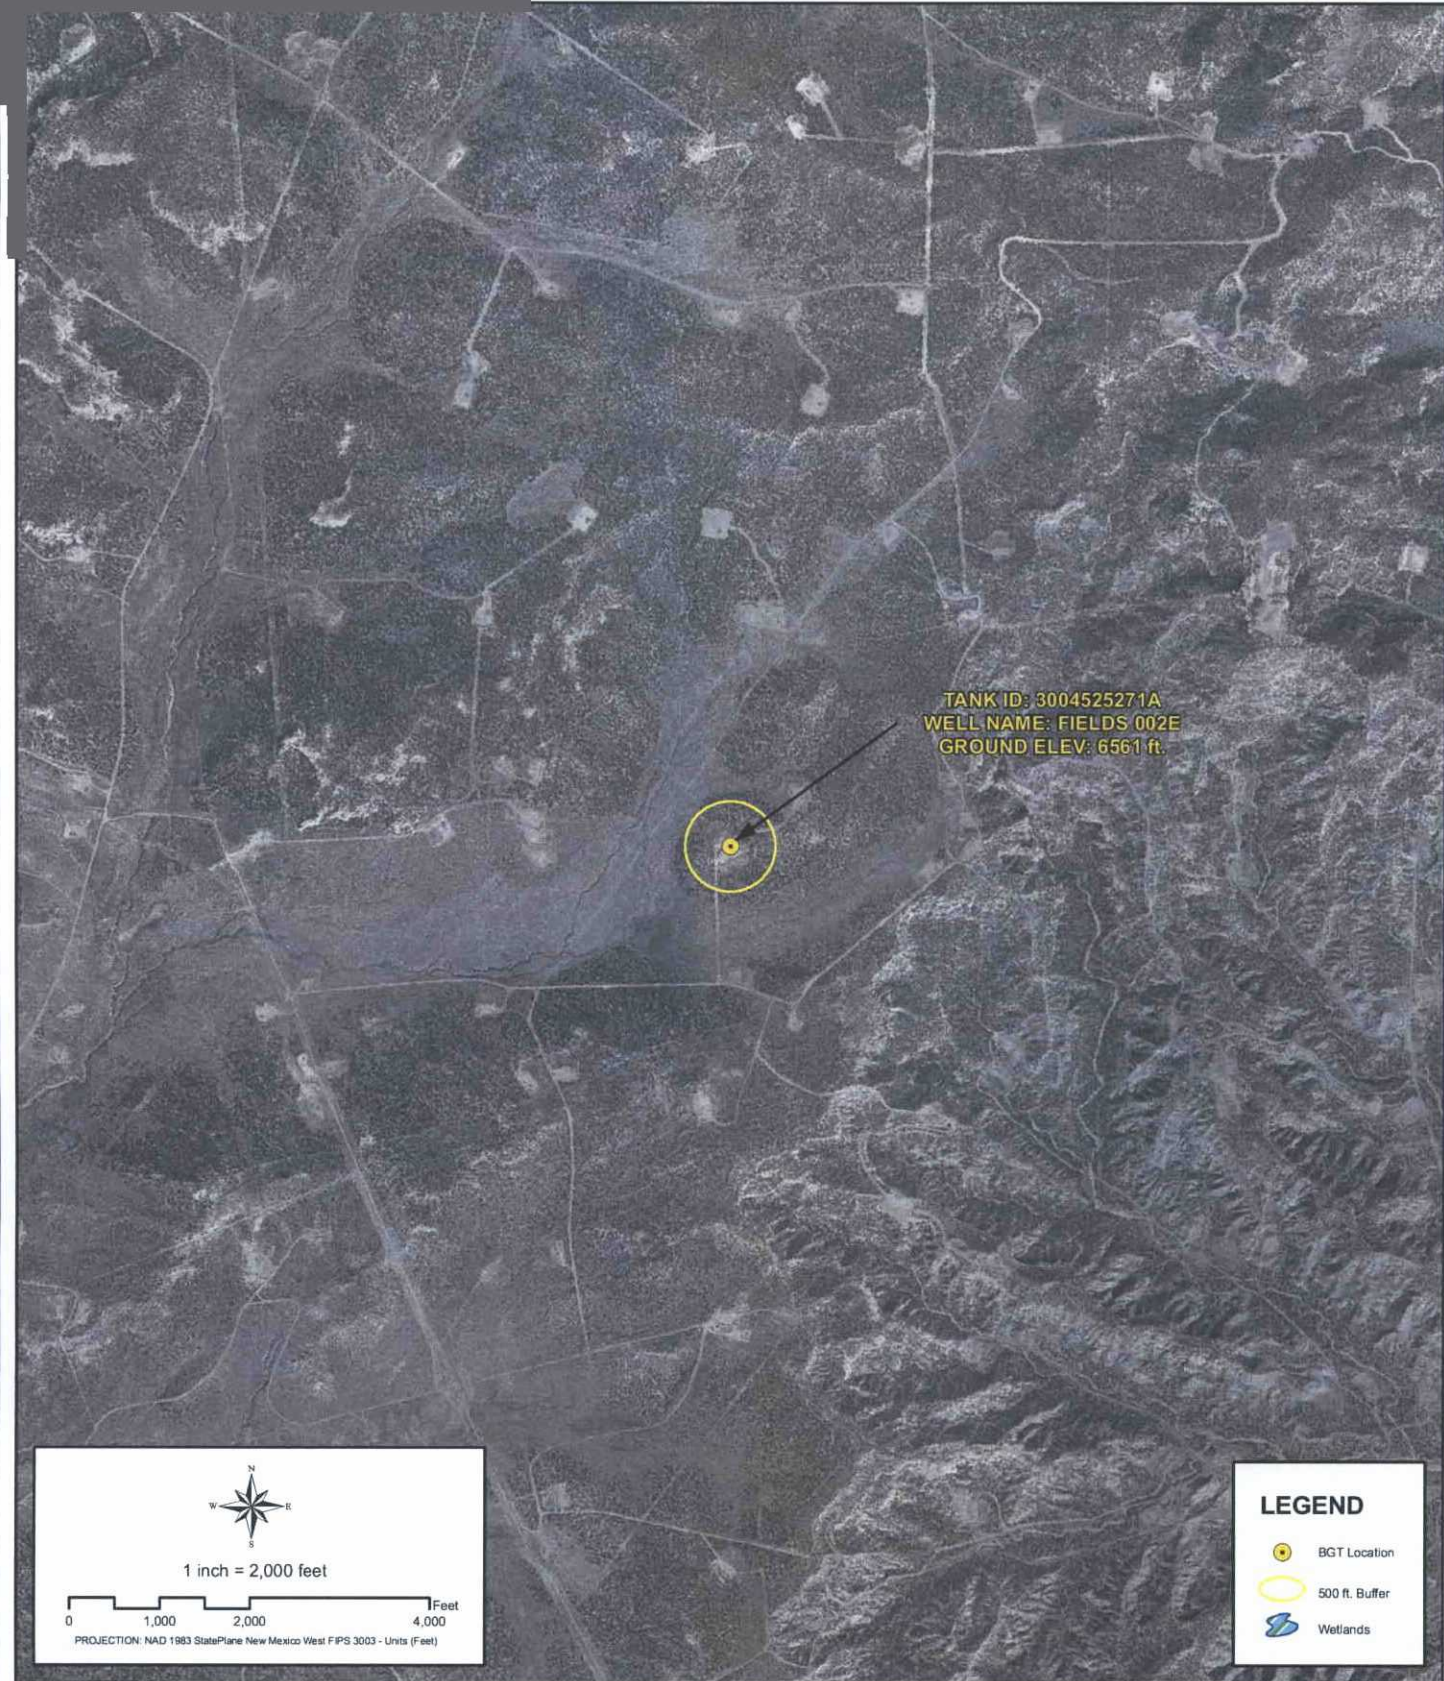 TANK ID: 3004525271A
WELL NAME: FIELDS 002E
GROUND ELEV: 6561 ft.
N
W E
S
1 inch = 2,000 feet
Feet
0 1,000 2,000 4,000
PROJECTION: NAD 1983 StatePlane New Mexico West FIPS 3003 - Units (Feet)
LEGEND
BGT Location
500 ft. Buffer
Wetlands